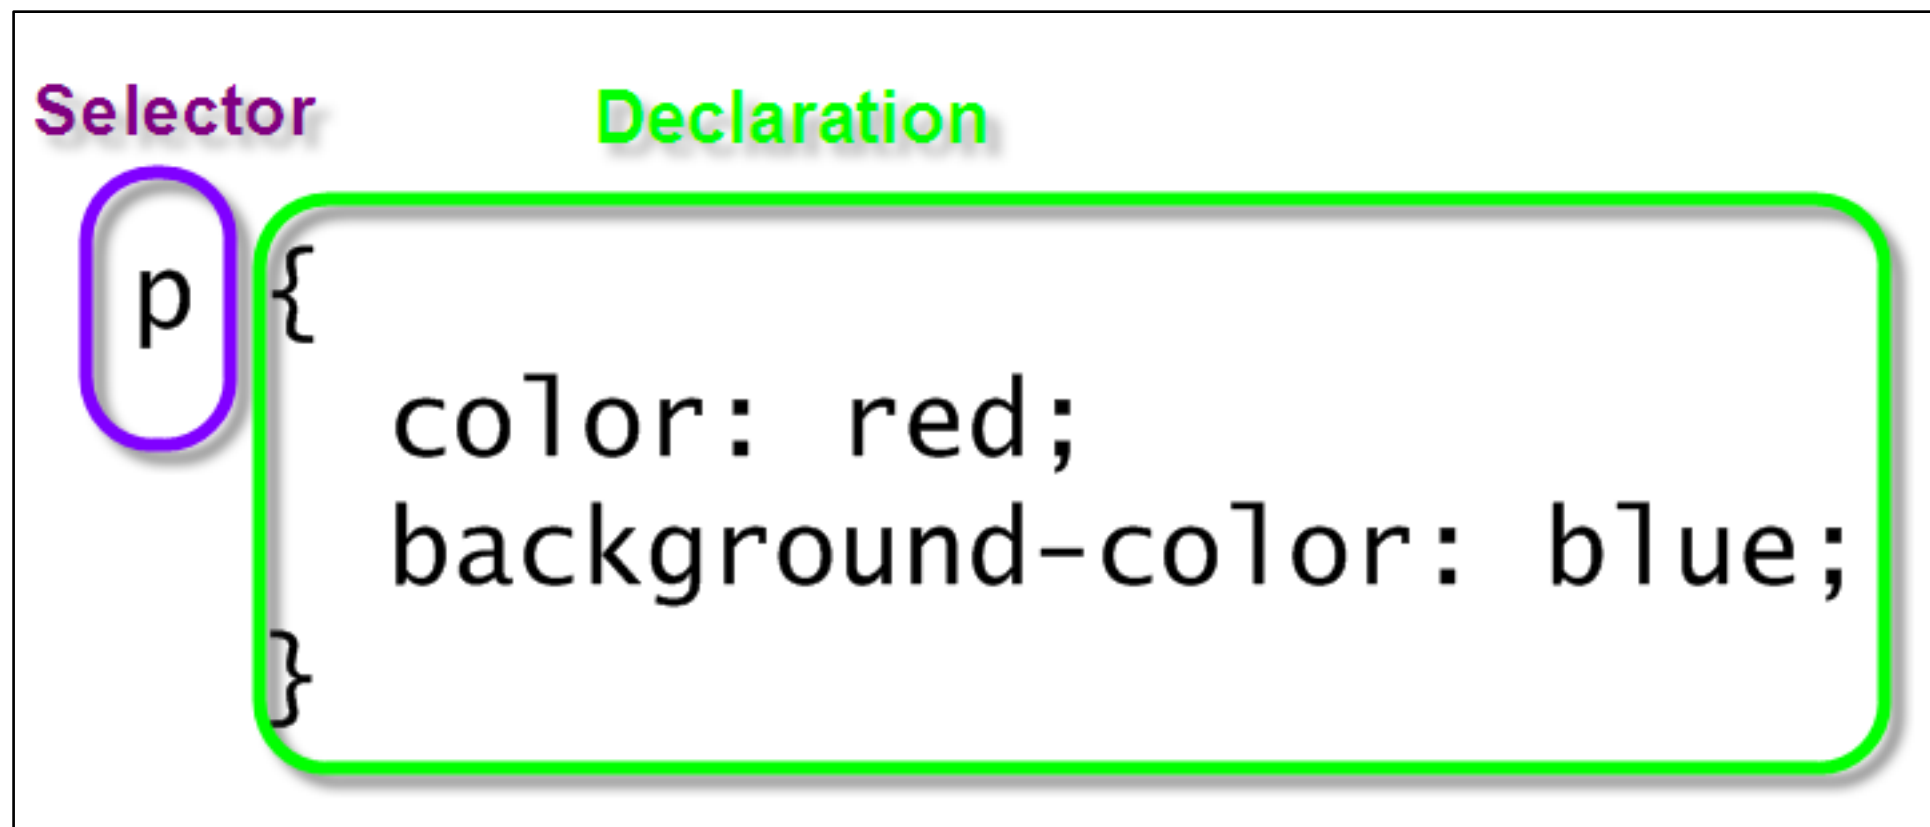 Selector
Declaration
p {
color: red;
background-color: blue;
}